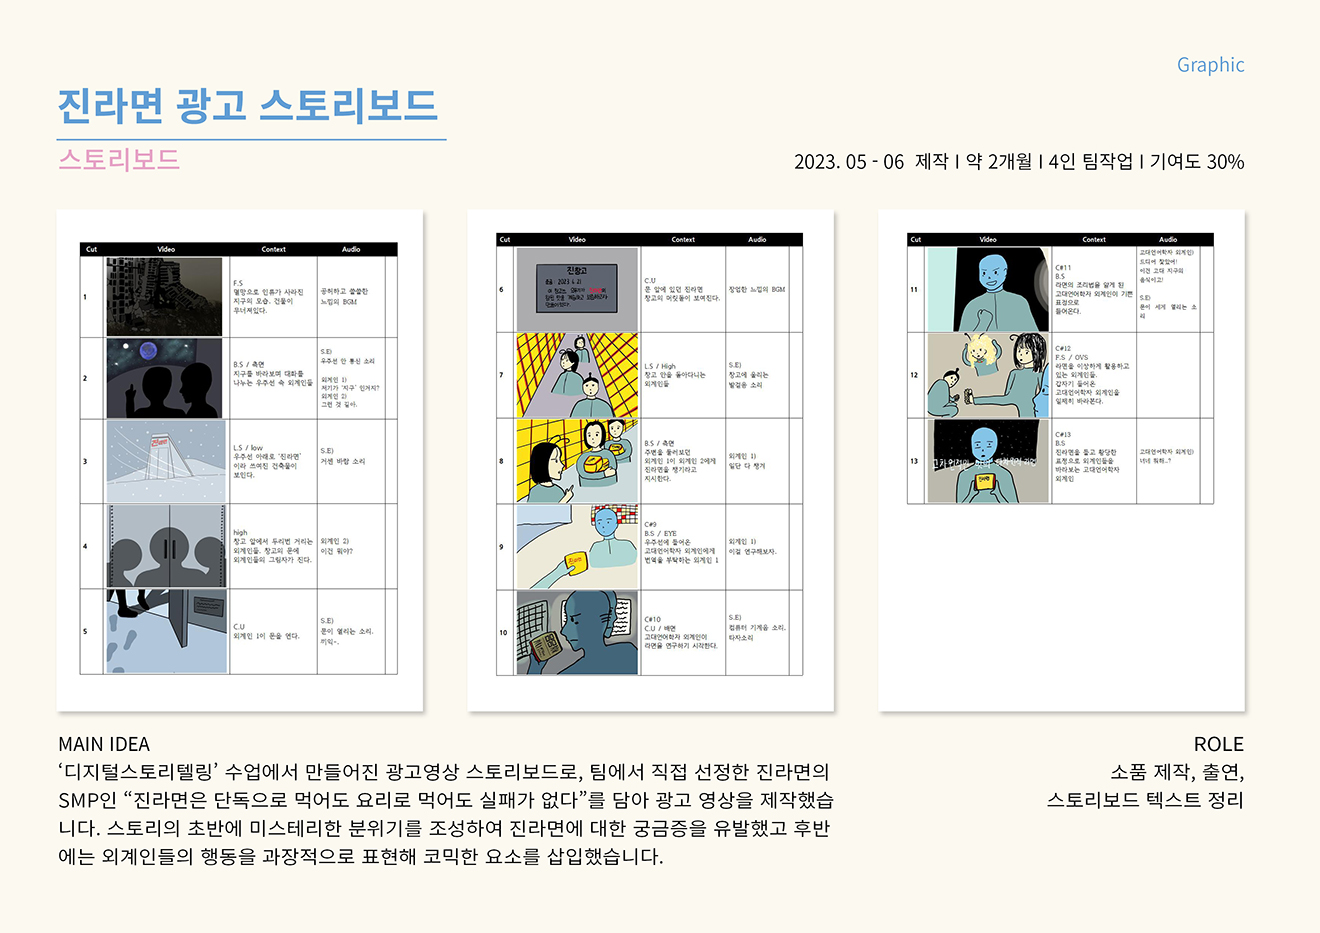 Graphic
진라면 광고 스토리보드
스토리보드
2023. 05 - 06 제작 I 약 2개월 I 4인 팀작업 I 기여도 30%
Cut Video Context Audio
1
F.S
멸망으로 인류가 사라진
지구의 모습. 건물이
무너져있다.
공허하고 쓸쓸한
느낌의 BGM
2
B.S / 측면
지구를 바라보며 대화를
나누는 우주선 속 외계인들
S.E)
우주선 안 통신 소리
외계인 1)
저기가 '지구' 인거지?
외계인 2)
그런 것 같아.
3
L.S / low
우주선 아래로 '진라면'
이라 쓰여진 건축물이
보인다.
S.E)
거센 바람 소리
4
high
창고 앞에서 두리번 거리는
외계인들. 창고의 문에
외계인들의 그림자가 진다.
외계인 2)
이건 뭐야?
5
C.U
외계인 1이 문을 연다.
S.E)
문이 열리는 소리.
끼익-.
Cut Video Context Audio
6
진창고
C.U
문 앞에 있던 진라면
창고의 머릿돌이 보여진다.
장엄한 느낌의 BGM
7
L.S / High
창고 안을 돌아다니는
외계인들
S.E)
창고에 울리는
발걸음 소리
8
B.S / 측면
주변을 둘러보던
외계인 1이 외계인 2에게
진라면을 챙기라고
지시한다.
외계인 1)
일단 다 챙겨
9
C#9
B.S / EYE
우주선에 들어온
고대언어학자 외계인에게
번역을 부탁하는 외계인 1
외계인 1)
이걸 연구해보자.
10
C#10
C.U / 배면
고대언어학자 외계인이
라면을 연구하기 시작한다.
S.E)
컴퓨터 기계음 소리,
타자소리
Cut Video Context Audio
11
C#11
B.S
라면의 조리법을 알게 된
고대언어학자 외계인이 기쁜
표정으로
들어온다.
고대언어학자 외계인)
드디어 찾았어!
이건 고대 지구의
음식이고!
S.E)
문이 세게 열리는 소
리
12
C#12
F.S / OVS
라면을 이상하게 활용하고
있는 외계인들.
갑자기 들어온
고대언어학자 외계인을
일제히 바라본다.
13
C#13
B.S
진라면을 들고 황당한
표정으로 외계인들을
바라보는 고대언어학자
외계인
고대언어학자 외계인)
너네 뭐해..?
MAIN IDEA
‘디지털스토리텔링’ 수업에서 만들어진 광고영상 스토리보드로, 팀에서 직접 선정한 진라면의
SMP인 “진라면은 단독으로 먹어도 요리로 먹어도 실패가 없다”를 담아 광고 영상을 제작했습
니다. 스토리의 초반에 미스테리한 분위기를 조성하여 진라면에 대한 궁금증을 유발했고 후반
에는 외계인들의 행동을 과장적으로 표현해 코믹한 요소를 삽입했습니다.
ROLE
소품 제작, 출연,
스토리보드 텍스트 정리